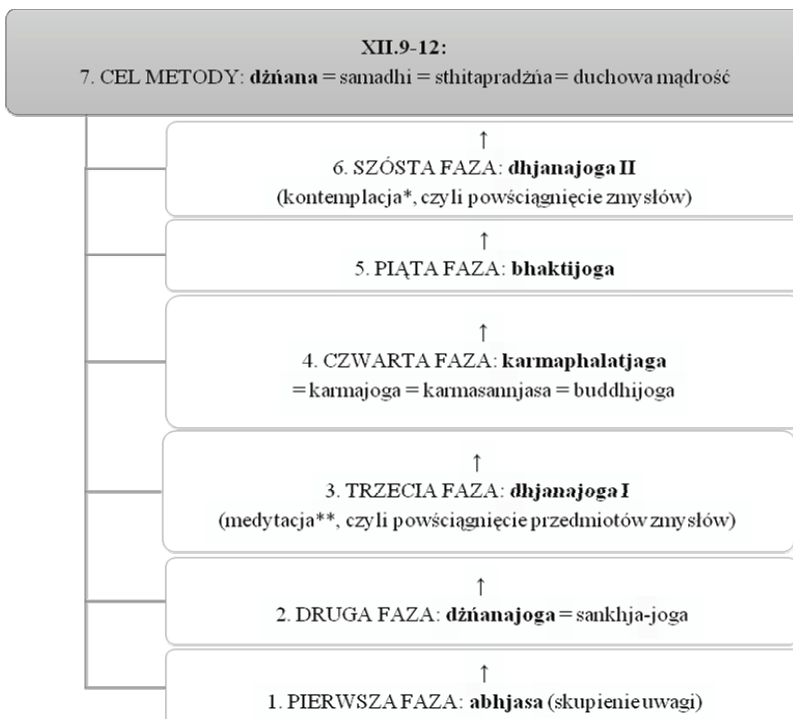 XII.9-12:
7. CEL METODY: dżńana = samadhi = sthitapradżńa= duchowa mądrość
↑
6. SZÓSTA FAZA: dhjanajoga II
(kontemplacja*, czyli powściągnięcie zmysłów)
↑
5. PIĄTA FAZA: bhaktijoga
↑
4. CZWARTA FAZA: karmaphalatjaga
= karmajoga = karmasannjasa = buddhijoga
↑
3. TRZECIA FAZA: dhjanajoga I
(medytacja**, czyli powściągnięcie przedmiotów zmysłów)
↑
2. DRUGA FAZA: dżńanajoga = sankhja-joga
↑
1. PIERWSZA FAZA: abhjasa (skupienie uwagi)